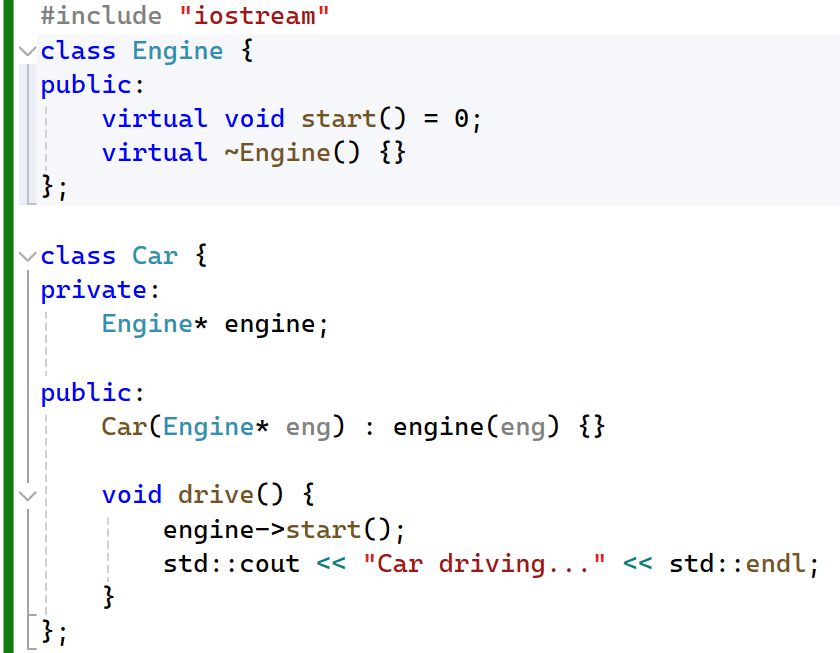 #include "iostream"
class Engine {
public:
    virtual void start() = 0;
    virtual ~Engine() {}
};

class Car {
private:
    Engine* engine;

public:
    Car(Engine* eng) : engine(eng) {}

    void drive() {
        engine->start();
        std::cout << "Car driving..." << std::endl;
    }
};